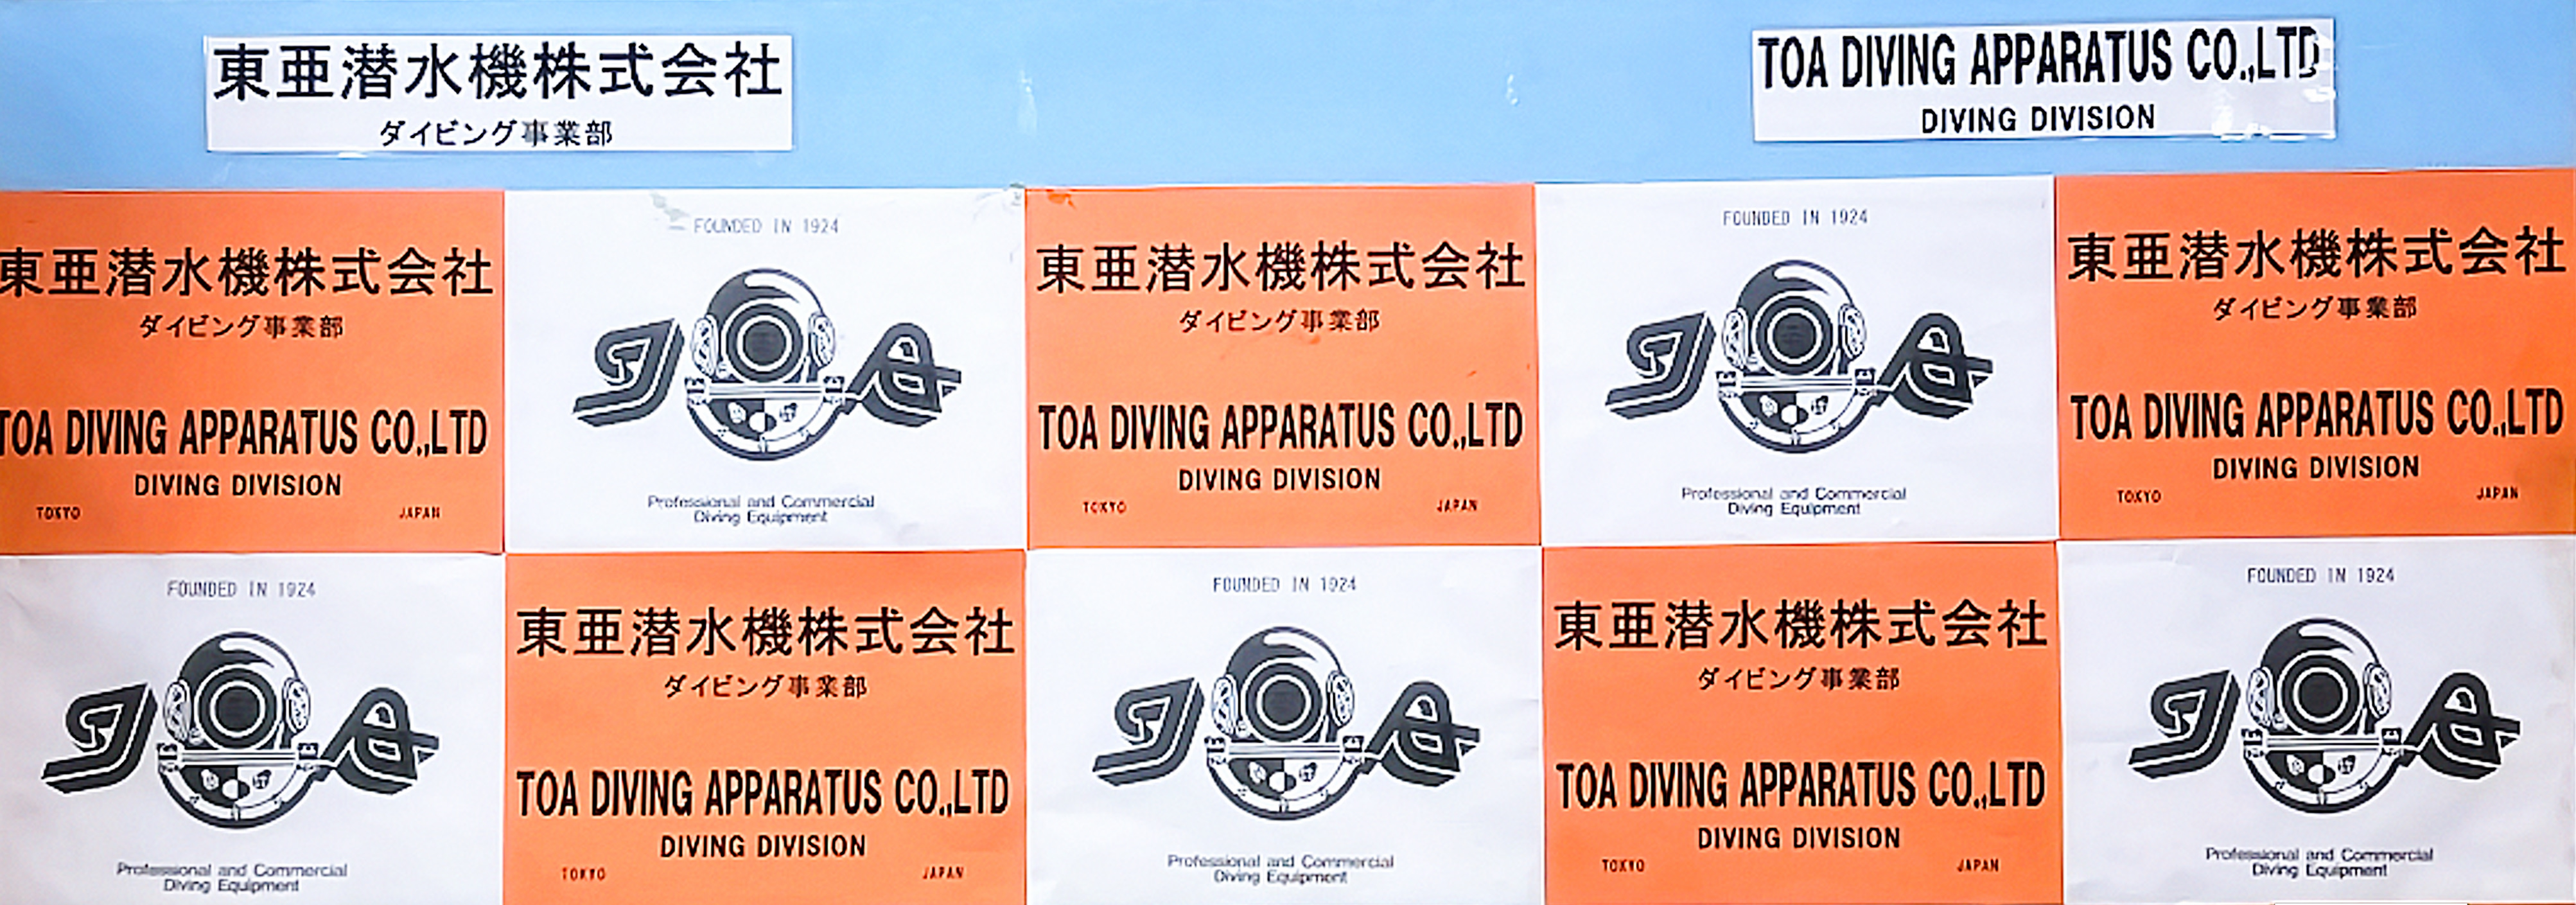 東亜潜水機株式会社
ダイビング事業部
TOA DIVING APPARATUS CO.,LTD
DIVING DIVISION
東亜潜水機株式会社
ダイビング事業部
TOA DIVING APPARATUS CO.,LTD
DIVING DIVISION
TOKYO JAPAN
FOUNDED IN 1924
TOA
Professional and Commercial
Diving Equipment
東亜潜水機株式会社
ダイビング事業部
TOA DIVING APPARATUS CO.,LTD
DIVING DIVISION
TOKYO JAPAN
FOUNDED IN 1924
TOA
Professional and Commercial
Diving Equipment
東亜潜水機株式会社
ダイビング事業部
TOA DIVING APPARATUS CO.,LTD
DIVING DIVISION
TOKYO JAPAN
FOUNDED IN 1924
TOA
Professional and Commercial
Diving Equipment
東亜潜水機株式会社
ダイビング事業部
TOA DIVING APPARATUS CO.,LTD
DIVING DIVISION
TOKYO JAPAN
FOUNDED IN 1924
TOA
Professional and Commercial
Diving Equipment
東亜潜水機株式会社
ダイビング事業部
TOA DIVING APPARATUS CO.,LTD
DIVING DIVISION
TOKYO JAPAN
FOUNDED IN 1924
TOA
Professional and Commercial
Diving Equipment